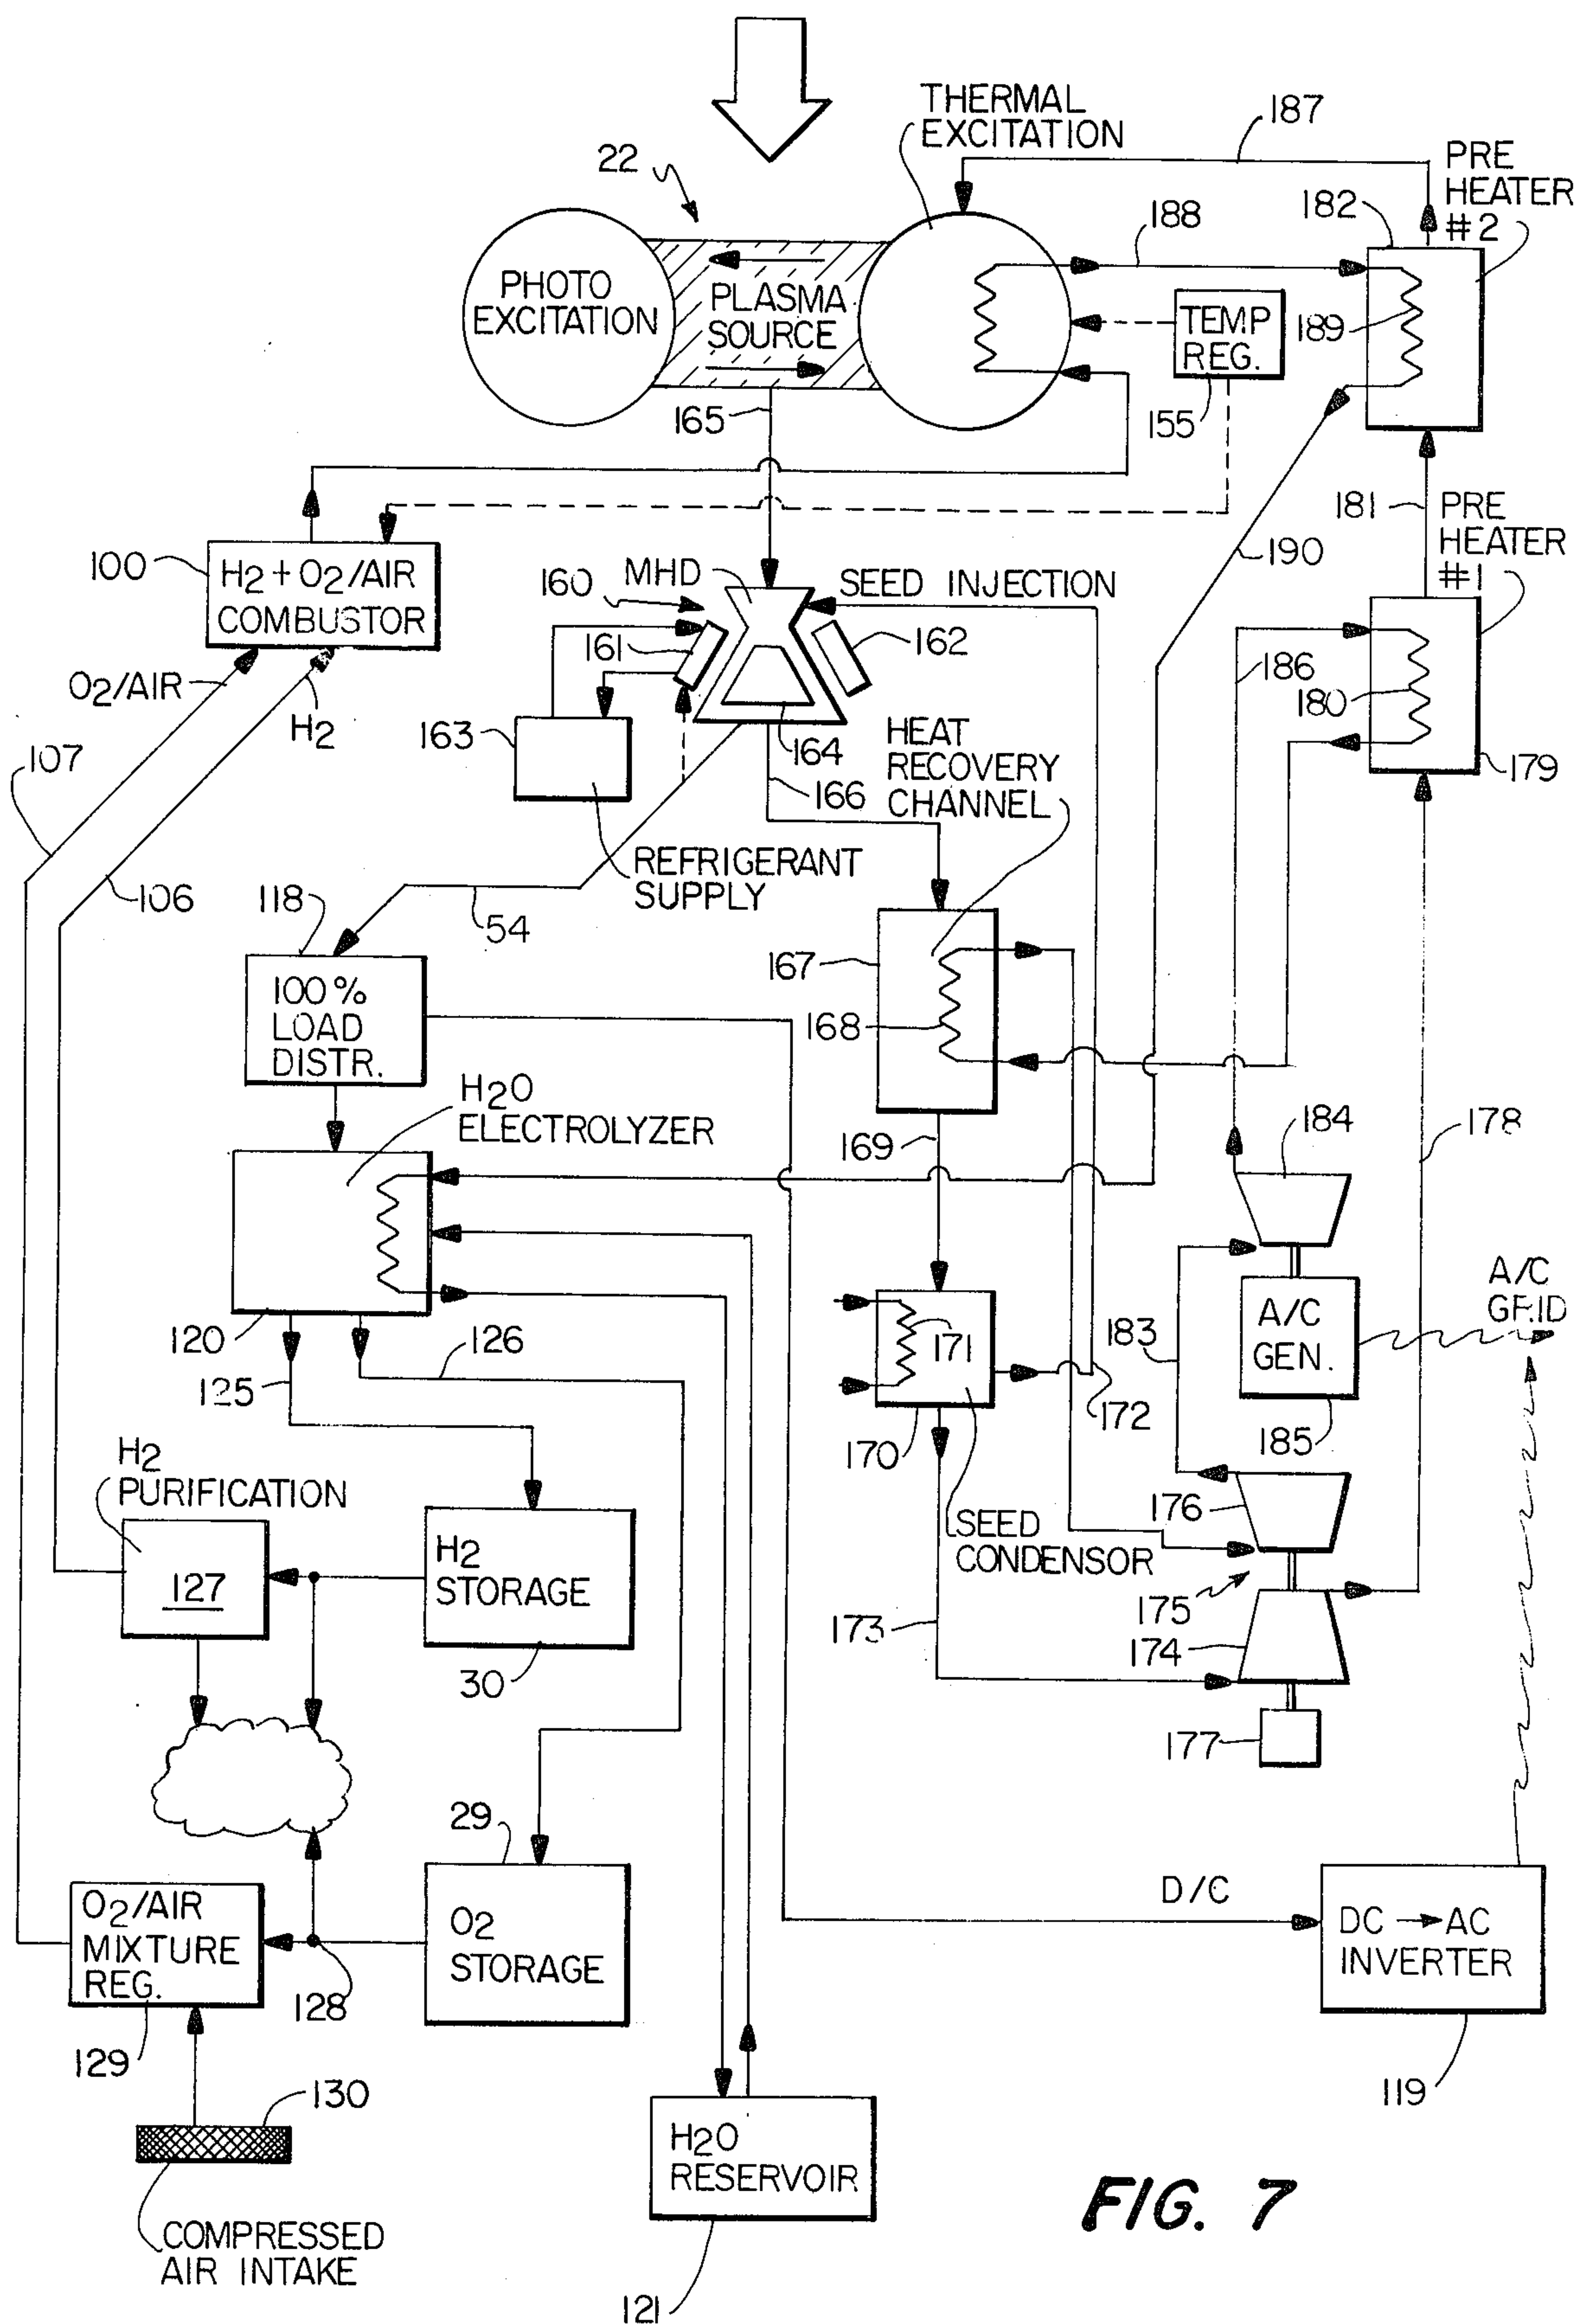 THERMAL
EXCITATION
187
22
PRE
HEATER
#2
182
188
PHOTO
EXCITATION
PLASMA
SOURCE
TEMP
REG.
189
165
155
181
PRE
HEATER
#1
190
100
H2+O2/AIR
COMBUSTOR
160
MHD
SEED INJECTION
161
162
O2/AIR
H2
186
180
163
164
HEAT
RECOVERY
CHANNEL
179
107
166
REFRIGERANT
SUPPLY
106
118
54
167
100%
LOAD
DISTR.
168
H2O
ELECTROLYZER
169
184
178
A/C
GRID
120
126
171
183
A/C
GEN.
125
172
170
185
H2
PURIFICATION
176
SEED
CONDENSOR
127
H2
STORAGE
175
173
174
30
177
29
D/C
O2/AIR
MIXTURE
REG.
O2
STORAGE
DC → AC
INVERTER
128
129
130
119
H2O
RESERVOIR
FIG. 7
COMPRESSED
AIR INTAKE
121